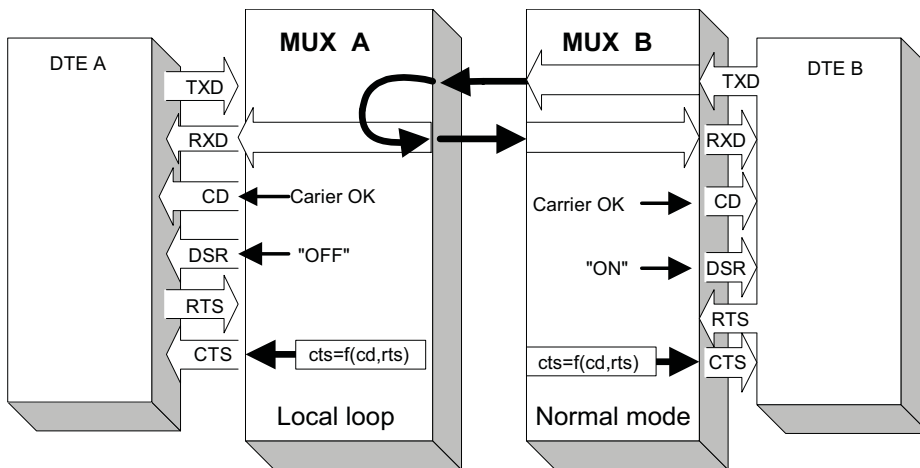 MUX A
MUX B
DTE A
DTE B
TXD
TXD
RXD
RXD
CD
Carier OK
Carrier OK
CD
DSR
"OFF"
"ON"
DSR
RTS
RTS
CTS
cts=f(cd,rts)
cts=f(cd,rts)
CTS
Local loop
Normal mode